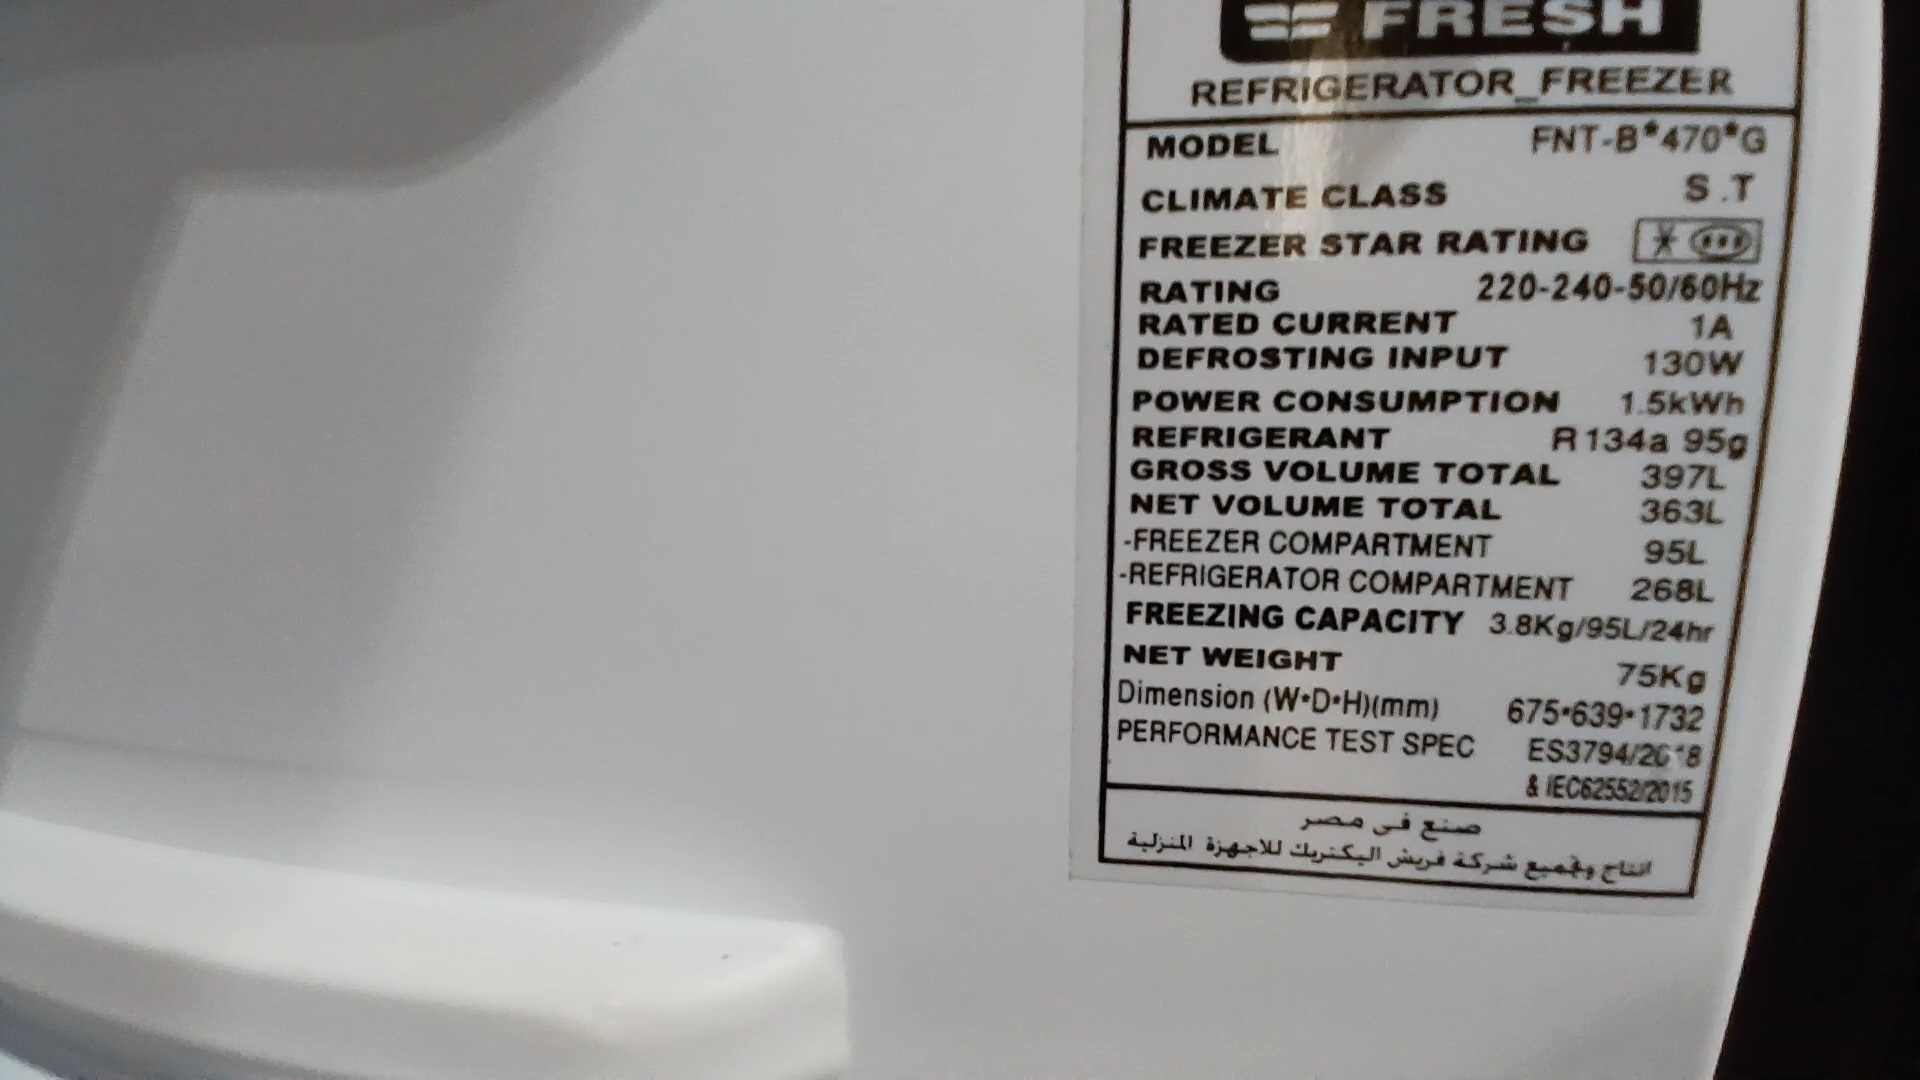 FRESH
REFRIGERATOR_FREEZER
MODEL FNT-B*470*G
CLIMATE CLASS S.T
FREEZER STAR RATING
RATING 220-240-50/60Hz
RATED CURRENT 1A
DEFROSTING INPUT 130W
POWER CONSUMPTION 1.5kWh
REFRIGERANT R134a 95g
GROSS VOLUME TOTAL 397L
NET VOLUME TOTAL 363L
-FREEZER COMPARTMENT 95L
-REFRIGERATOR COMPARTMENT 268L
FREEZING CAPACITY 3.8Kg/95L/24hr
NET WEIGHT 75Kg
Dimension (W*D*H)(mm) 675*639*1732
PERFORMANCE TEST SPEC ES3794/2018
& IEC62552/2015
صنع فى مصر
انتاج وتجميع شركة فريش اليكتريك للاجهزة المنزلية